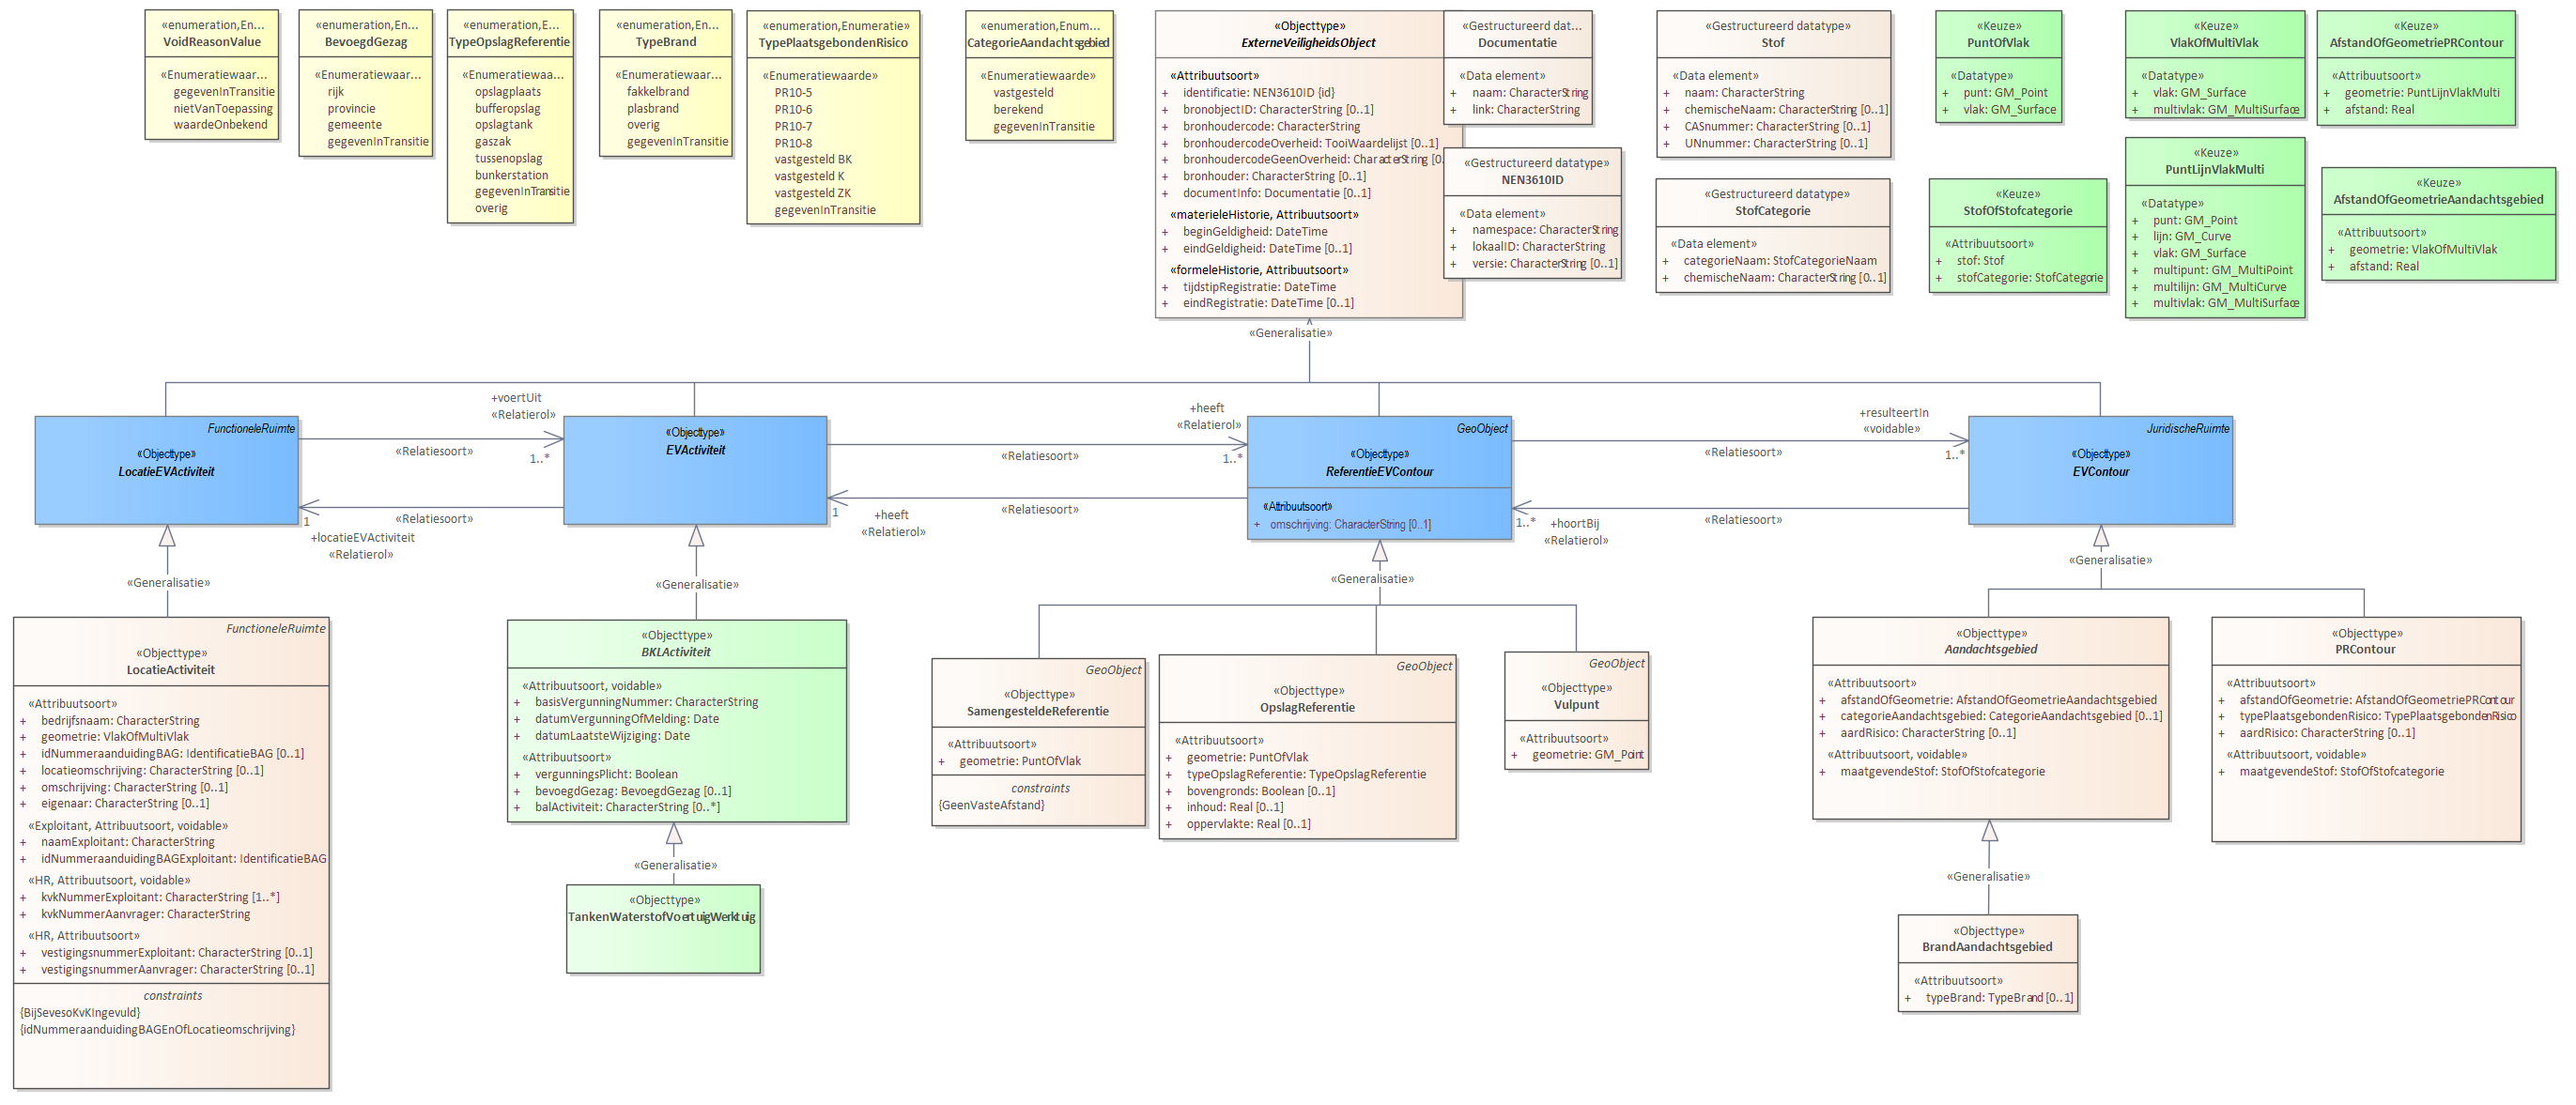 «enumeration,En...
VoidReasonValue
«Enumeratiewaar...
gegevenInTransitie
nietVanToepassing
waardeOnbekend
«enumeration,En...
BevoegdGezag
«Enumeratiewaar...
rijk
provincie
gemeente
gegevenInTransitie
«enumeration,E...
TypeOpslagReferentie
«Enumeratiewaa...
opslagplaats
bufferopslag
opslagtank
gaszak
tussenopslag
bunkerstation
gegevenInTransitie
overig
«enumeration,En...
TypeBrand
«Enumeratiewaar...
fakkelbrand
plasbrand
overig
gegevenInTransitie
«enumeration,Enumeratie»
TypePlaatsgebondenRisico
«Enumeratiewaarde»
PR10-5
PR10-6
PR10-7
PR10-8
vastgesteld BK
vastgesteld K
vastgesteld ZK
gegevenInTransitie
«enumeration,Enum...
CategorieAandachtsgebied
«Enumeratiewaarde»
vastgesteld
berekend
gegevenInTransitie
«Objecttype»
ExterneVeiligheidsObject
«Attribuutsoort»
+ identificatie: NEN3610ID {id}
+ bronobjectID: CharacterString [0..1]
+ bronhoudercode: CharacterString
+ bronhoudercodeOverheid: TooiWaardelijst [0..1]
+ bronhoudercodeGeenOverheid: CharacterString [0..
+ bronhouder: CharacterString [0..1]
+ documentInfo: Documentatie [0..1]
«materieleHistorie, Attribuutsoort»
+ beginGeldigheid: DateTime
+ eindGeldigheid: DateTime [0..1]
«formeleHistorie, Attribuutsoort»
+ tijdstipRegistratie: DateTime
+ eindRegistratie: DateTime [0..1]
«Gestructureerd dat...
Documentatie
«Data element»
+ naam: CharacterString
+ link: CharacterString
«Gestructureerd datatype»
NEN3610ID
«Data element»
+ namespace: CharacterString
+ lokaalID: CharacterString
+ versie: CharacterString [0..1]
«Gestructureerd datatype»
Stof
«Data element»
+ naam: CharacterString
+ chemischeNaam: CharacterString [0..1]
+ CASnummer: CharacterString [0..1]
+ UNnummer: CharacterString [0..1]
«Gestructureerd datatype»
StofCategorie
«Data element»
+ categorieNaam: StofCategorieNaam
+ chemischeNaam: CharacterString [0..1]
«Keuze»
PuntOfVlak
«Datatype»
+ punt: GM_Point
+ vlak: GM_Surface
«Keuze»
StofOfStofcategorie
«Attribuutsoort»
+ stof: Stof
+ stofCategorie: StofCategorie
«Keuze»
VlakOfMultiVlak
«Datatype»
+ vlak: GM_Surface
+ multivlak: GM_MultiSurface
«Keuze»
PuntLijnVlakMulti
«Datatype»
+ punt: GM_Point
+ lijn: GM_Curve
+ vlak: GM_Surface
+ multipunt: GM_MultiPoint
+ multilijn: GM_MultiCurve
+ multivlak: GM_MultiSurface
«Keuze»
AfstandOfGeometriePRContour
«Attribuutsoort»
+ geometrie: PuntLijnVlakMulti
+ afstand: Real
«Keuze»
AfstandOfGeometrieAandachtsgebied
«Attribuutsoort»
+ geometrie: VlakOfMultiVlak
+ afstand: Real
«Generalisatie»
FunctioneleRuimte
«Objecttype»
LocatieEVActiviteit
+voertUit
«Relatierol»
«Relatiesoort»
1..*
«Relatiesoort»
1
+locatieEVActiviteit
«Relatierol»
«Objecttype»
EVActiviteit
+heeft
«Relatierol»
«Relatiesoort»
1..*
«Relatiesoort»
1
+heeft
«Relatierol»
GeoObject
«Objecttype»
ReferentieEVContour
«Attribuutsoort»
+ omschrijving: CharacterString [0..1]
+resulteertIn
«voidable»
«Relatiesoort»
1..*
«Relatiesoort»
1..*
+hoortBij
«Relatierol»
JuridischeRuimte
«Objecttype»
EVContour
«Generalisatie»
«Generalisatie»
«Generalisatie»
«Generalisatie»
FunctioneleRuimte
«Objecttype»
LocatieActiviteit
«Attribuutsoort»
+ bedrijfsnaam: CharacterString
+ geometrie: VlakOfMultiVlak
+ idNummeraanduidingBAG: IdentificatieBAG [0..1]
+ locatieomschrijving: CharacterString [0..1]
+ omschrijving: CharacterString [0..1]
+ eigenaar: CharacterString [0..1]
«Exploitant, Attribuutsoort, voidable»
+ naamExploitant: CharacterString
+ idNummeraanduidingBAGExploitant: IdentificatieBAG
«HR, Attribuutsoort, voidable»
+ kvkNummerExploitant: CharacterString [1..*]
+ kvkNummerAanvrager: CharacterString
«HR, Attribuutsoort»
+ vestigingsnummerExploitant: CharacterString [0..1]
+ vestigingsnummerAanvrager: CharacterString [0..1]
constraints
{BijSevesoKvKIngevuld}
{idNummeraanduidingBAGEnOfLocatieomschrijving}
«Objecttype»
BKLActiviteit
«Attribuutsoort, voidable»
+ basisVergunningNummer: CharacterString
+ datumVergunningOfMelding: Date
+ datumLaatsteWijziging: Date
«Attribuutsoort»
+ vergunningsPlicht: Boolean
+ bevoegdGezag: BevoegdGezag [0..1]
+ balActiviteit: CharacterString [0..*]
«Generalisatie»
«Objecttype»
TankenWaterstofVoertuigWerktuig
GeoObject
«Objecttype»
SamengesteldeReferentie
«Attribuutsoort»
+ geometrie: PuntOfVlak
constraints
{GeenVasteAfstand}
GeoObject
«Objecttype»
OpslagReferentie
«Attribuutsoort»
+ geometrie: PuntOfVlak
+ typeOpslagReferentie: TypeOpslagReferentie
+ bovengronds: Boolean [0..1]
+ inhoud: Real [0..1]
+ oppervlakte: Real [0..1]
GeoObject
«Objecttype»
Vulpunt
«Attribuutsoort»
+ geometrie: GM_Point
«Objecttype»
Aandachtsgebied
«Attribuutsoort»
+ afstandOfGeometrie: AfstandOfGeometrieAandachtsgebied
+ categorieAandachtsgebied: CategorieAandachtsgebied [0..1]
+ aardRisico: CharacterString [0..1]
«Attribuutsoort, voidable»
+ maatgevendeStof: StofOfStofcategorie
«Objecttype»
PRContour
«Attribuutsoort»
+ afstandOfGeometrie: AfstandOfGeometriePRContour
+ typePlaatsgebondenRisico: TypePlaatsgebondenRisico
+ aardRisico: CharacterString [0..1]
«Attribuutsoort, voidable»
+ maatgevendeStof: StofOfStofcategorie
«Generalisatie»
«Objecttype»
BrandAandachtsgebied
«Attribuutsoort»
+ typeBrand: TypeBrand [0..1]